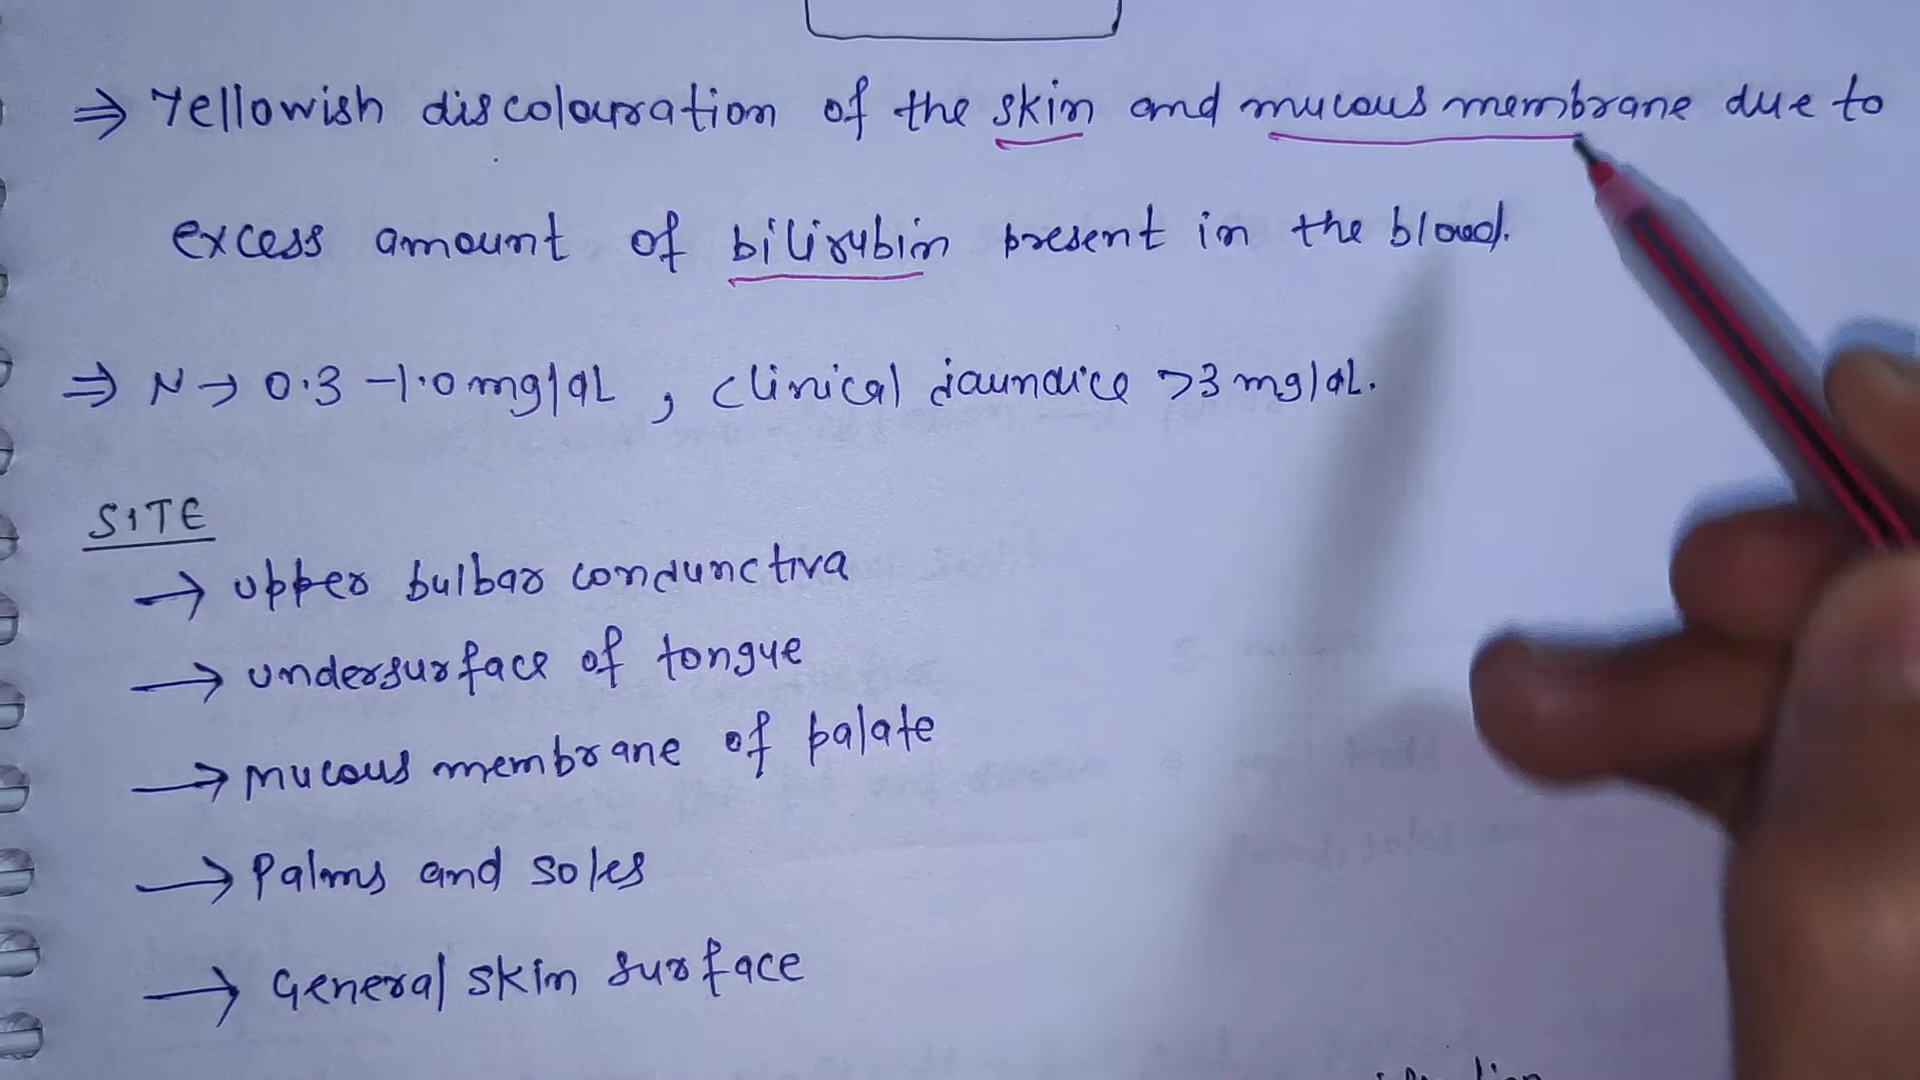 ⇒ Yellowish discolouration of the skin and mucous membrane due to
excess amount of bilirubin present in the blood.
⇒ N → 0.3 - 1.0 mg/dL , clinical jaundice >3 mg/dL.
SITE
→ upper bulbar conjunctiva
→ undersurface of tongue
→ mucous membrane of palate
→ Palms and soles
→ General skin surface